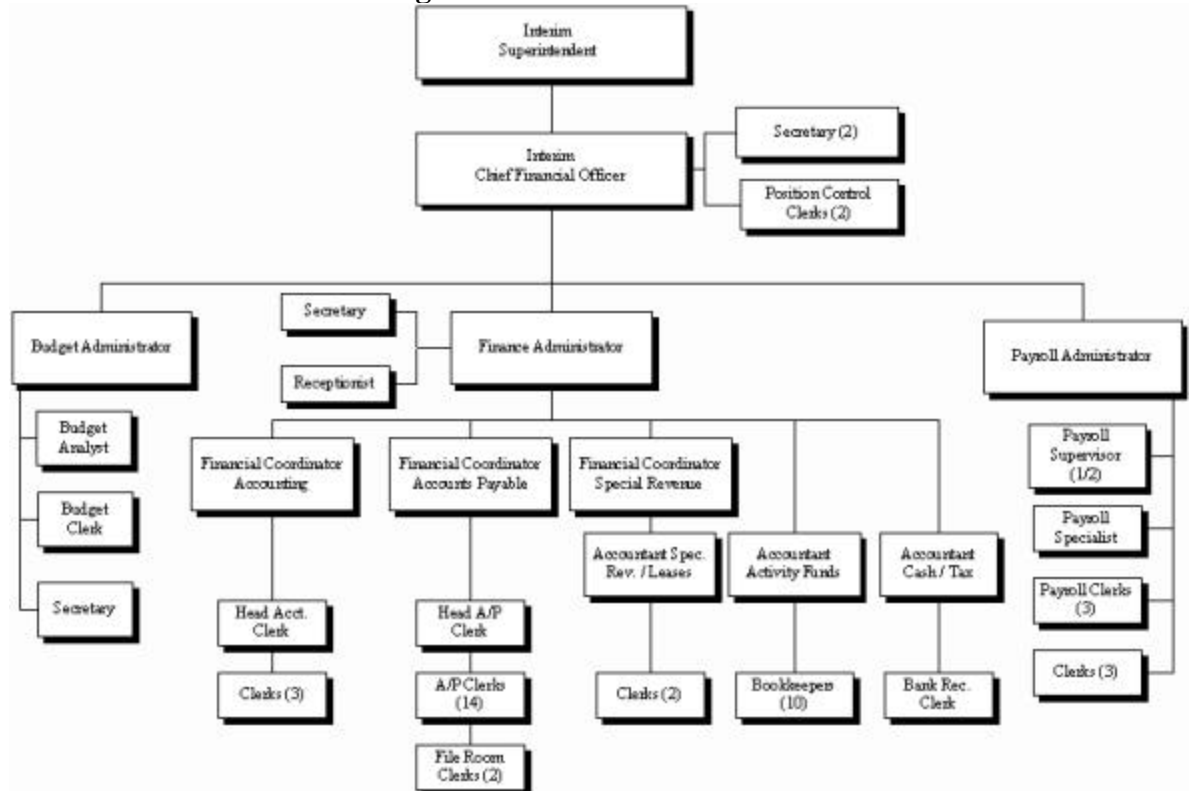 Interim
Superintendent
Interim
Chief Financial Officer
Secretary (2)
Position Control
Clerks (2)
Budget Administrator
Secretary
Receptionist
Finance Administrator
Payroll Administrator
Budget
Analyst
Budget
Clerk
Secretary
Financial Coordinator
Accounting
Financial Coordinator
Accounts Payable
Financial Coordinator
Special Revenue
Accountant Spec.
Rev. / Leases
Accountant
Activity Funds
Accountant
Cash / Tax
Head Acct.
Clerk
Clerks (3)
Head A/P
Clerk
A/P Clerks
(14)
File Room
Clerks (2)
Clerks (2)
Bookkeepers
(10)
Bank Rec.
Clerk
Payroll
Supervisor
(1/2)
Payroll
Specialist
Payroll Clerks
(3)
Clerks (3)